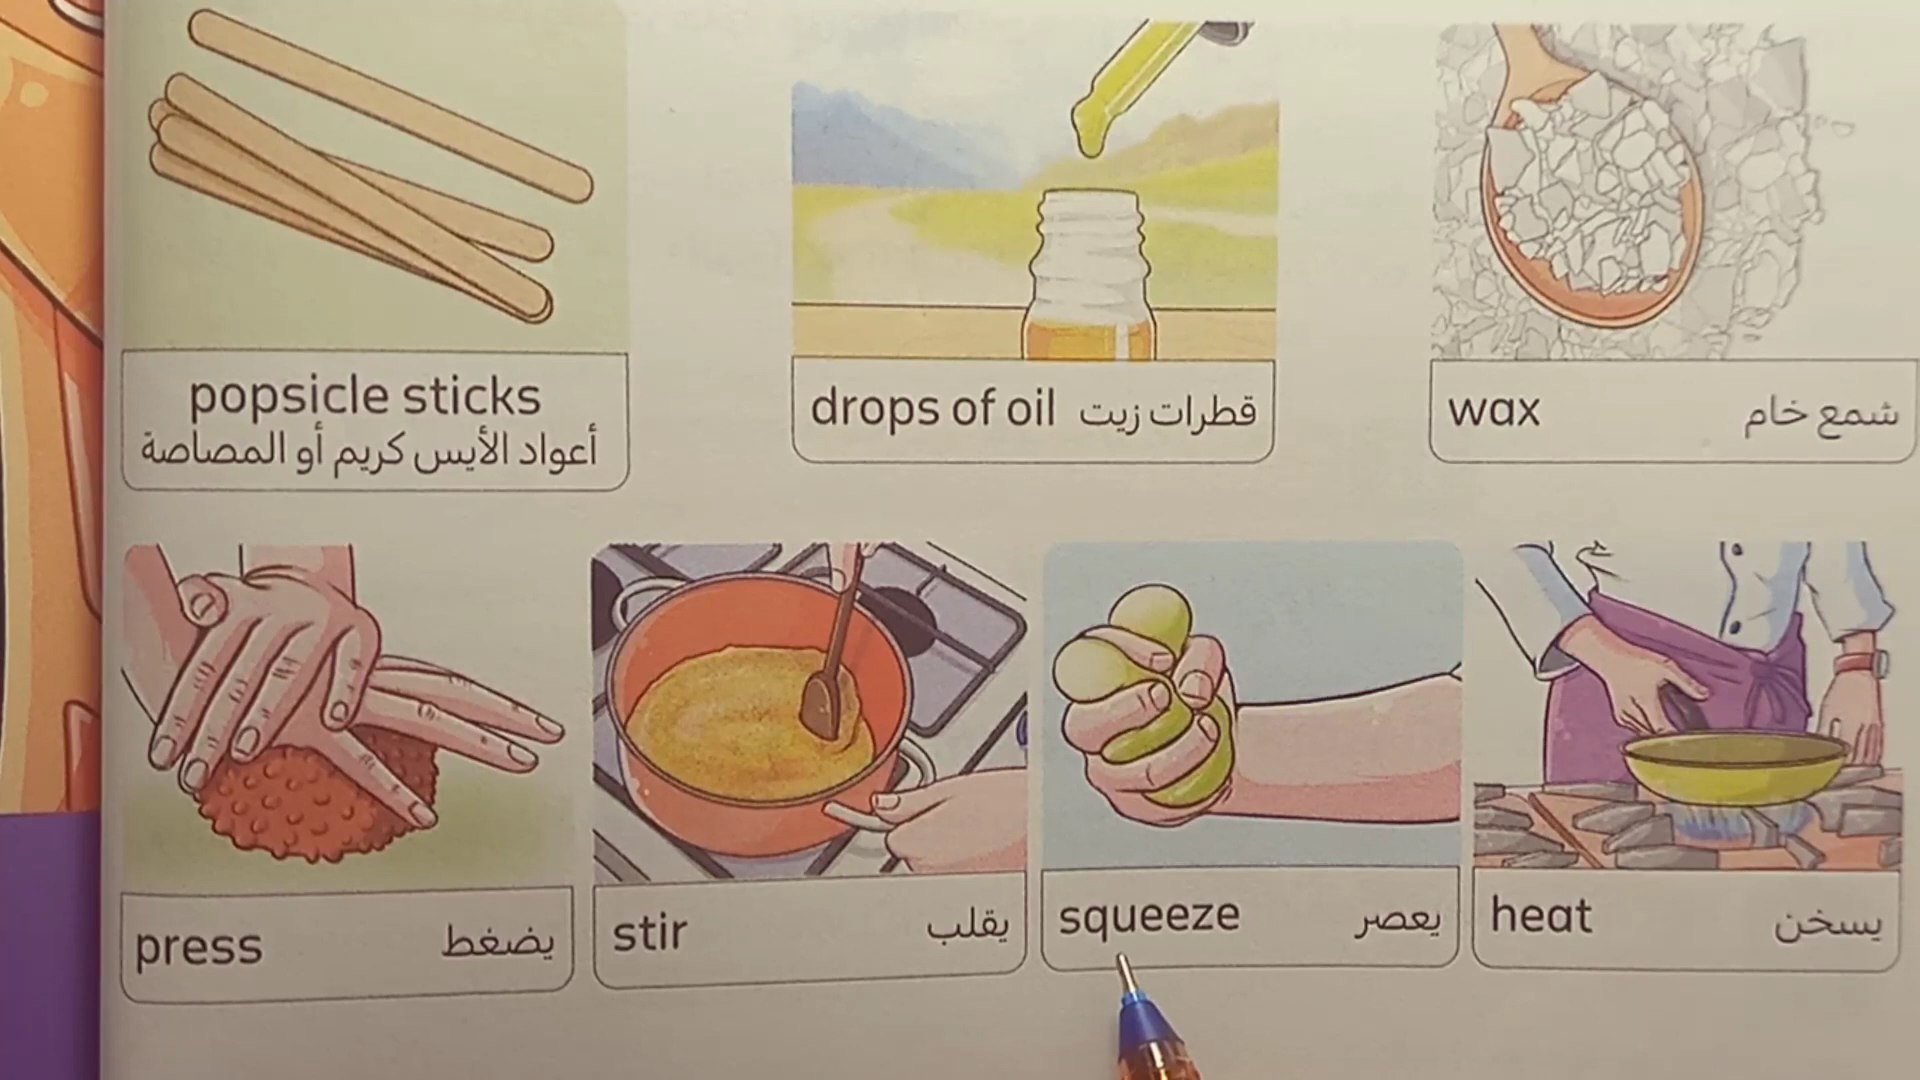 popsicle sticks
أعواد الأيس كريم أو المصاصة
drops of oil قطرات زيت
wax شمع خام
press يضغط
stir يقلب
squeeze يعصر
heat يسخن